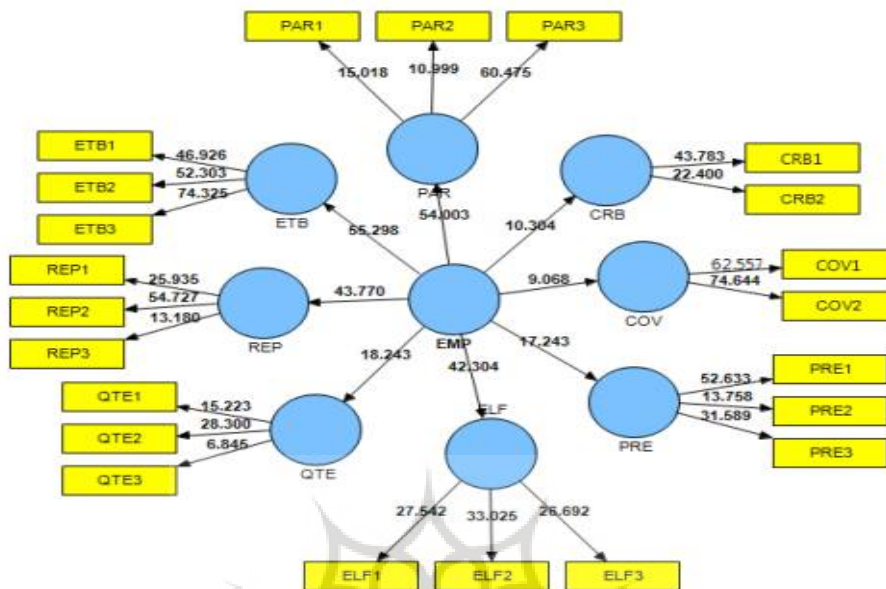 PAR1 PAR2 PAR3
15.018 10.999 60.475
PAR
54.003
ETB1
ETB2
ETB3
46.926
52.303
74.325
ETB
55.298
CRB1
CRB2
43.783
22.400
CRB
10.304
REP1
REP2
REP3
25.935
54.727
13.180
REP
43.770
EMP
9.068
COV
62.557
74.644
COV1
COV2
QTE1
QTE2
QTE3
15.223
28.300
6.845
QTE
18.243
42.304
ELF
17.243
PRE
52.633
13.758
31.589
PRE1
PRE2
PRE3
27.542 33.025 26.692
ELF1 ELF2 ELF3